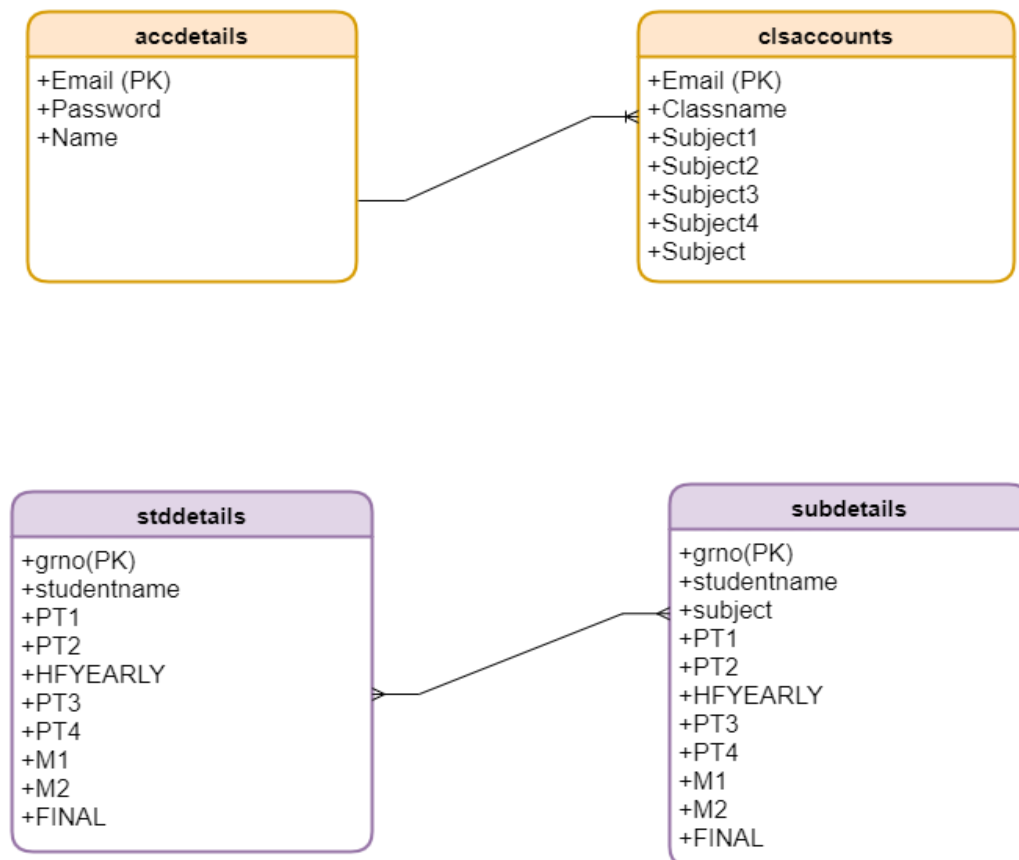 accdetails
+Email (PK)
+Password
+Name
clsaccounts
+Email (PK)
+Classname
+Subject1
+Subject2
+Subject3
+Subject4
+Subject
stddetails
+grno(PK)
+studentname
+PT1
+PT2
+HFYEARLY
+PT3
+PT4
+M1
+M2
+FINAL
subdetails
+grno(PK)
+studentname
+subject
+PT1
+PT2
+HFYEARLY
+PT3
+PT4
+M1
+M2
+FINAL